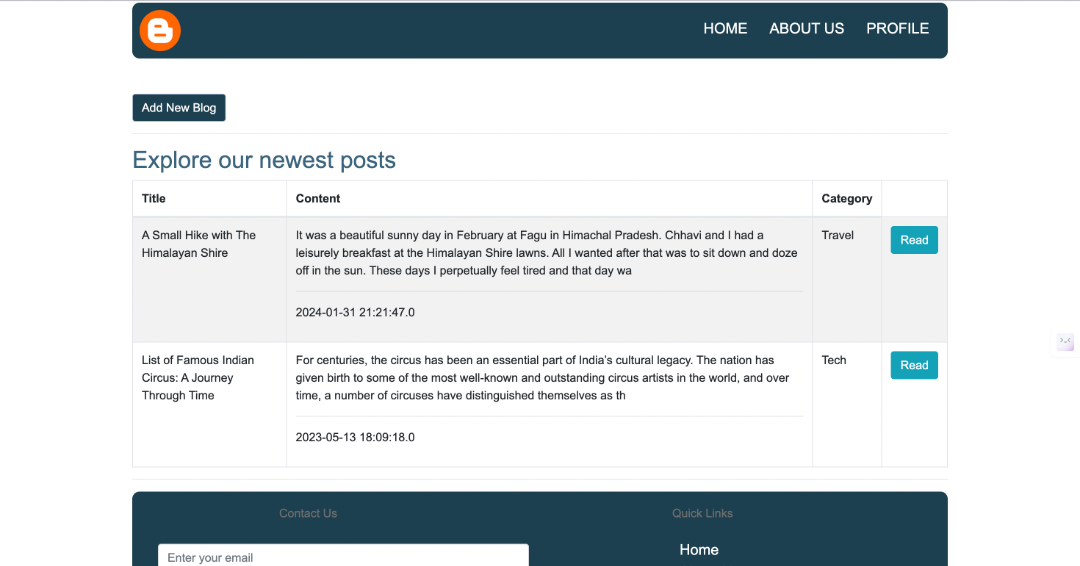 HOME ABOUT US PROFILE
Add New Blog
Explore our newest posts
Title Content Category
A Small Hike with The
Himalayan Shire
It was a beautiful sunny day in February at Fagu in Himachal Pradesh. Chhavi and I had a
leisurely breakfast at the Himalayan Shire lawns. All I wanted after that was to sit down and doze
off in the sun. These days I perpetually feel tired and that day wa
2024-01-31 21:21:47.0
Travel
Read
List of Famous Indian
Circus: A Journey
Through Time
For centuries, the circus has been an essential part of India's cultural legacy. The nation has
given birth to some of the most well-known and outstanding circus artists in the world, and over
time, a number of circuses have distinguished themselves as th
2023-05-13 18:09:18.0
Tech
Read
Contact Us Quick Links
Enter your email
Home